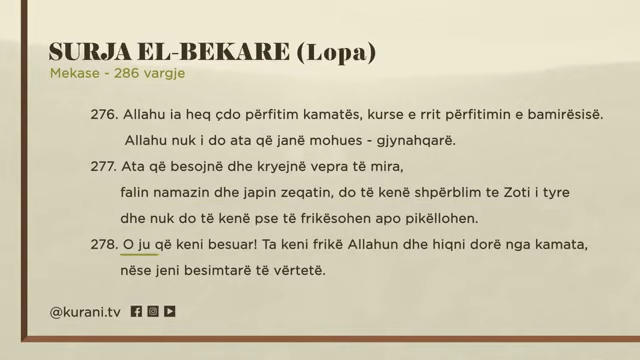 SURJA EL-BEKARE (Lopa)
Mekase - 286 vargje
276. Allahu ia heq çdo përfitim kamatës, kurse e rrit përfitimin e bamirësisë.
Allahu nuk i do ata që janë mohues - gjynahqarë.
277. Ata që besojnë dhe kryejnë vepra të mira,
falin namazin dhe japin zeqatin, do të kenë shpërblim te Zoti i tyre
dhe nuk do të kenë pse të frikësohen apo pikëllohen.
278. O ju që keni besuar! Ta keni frikë Allahun dhe hiqni dorë nga kamata,
nëse jeni besimtarë të vërtetë.
@kurani.tv